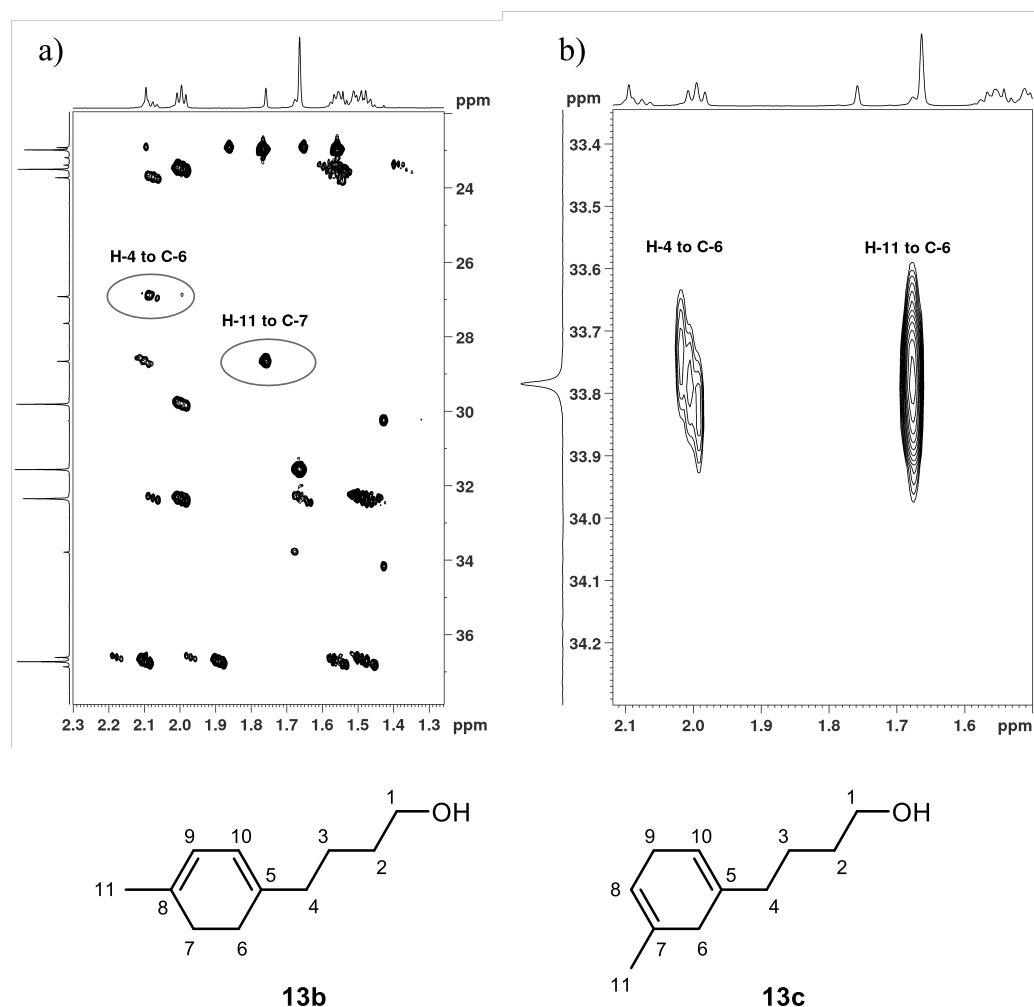 a)
ppm
24
26
28
30
32
34
36
H-4 to C-6
H-11 to C-7
2.3 2.2 2.1 2.0 1.9 1.8 1.7 1.6 1.5 1.4 1.3 ppm
b)
ppm
33.4
33.5
33.6
33.7
33.8
33.9
34.0
34.1
34.2
H-4 to C-6 H-11 to C-6
2.1 2.0 1.9 1.8 1.7 1.6 ppm
1
OH
9 10 3
2
5
11
8
4
7 6
13b
1
OH
9 10 3
2
5
8
4
7 6
11
13c